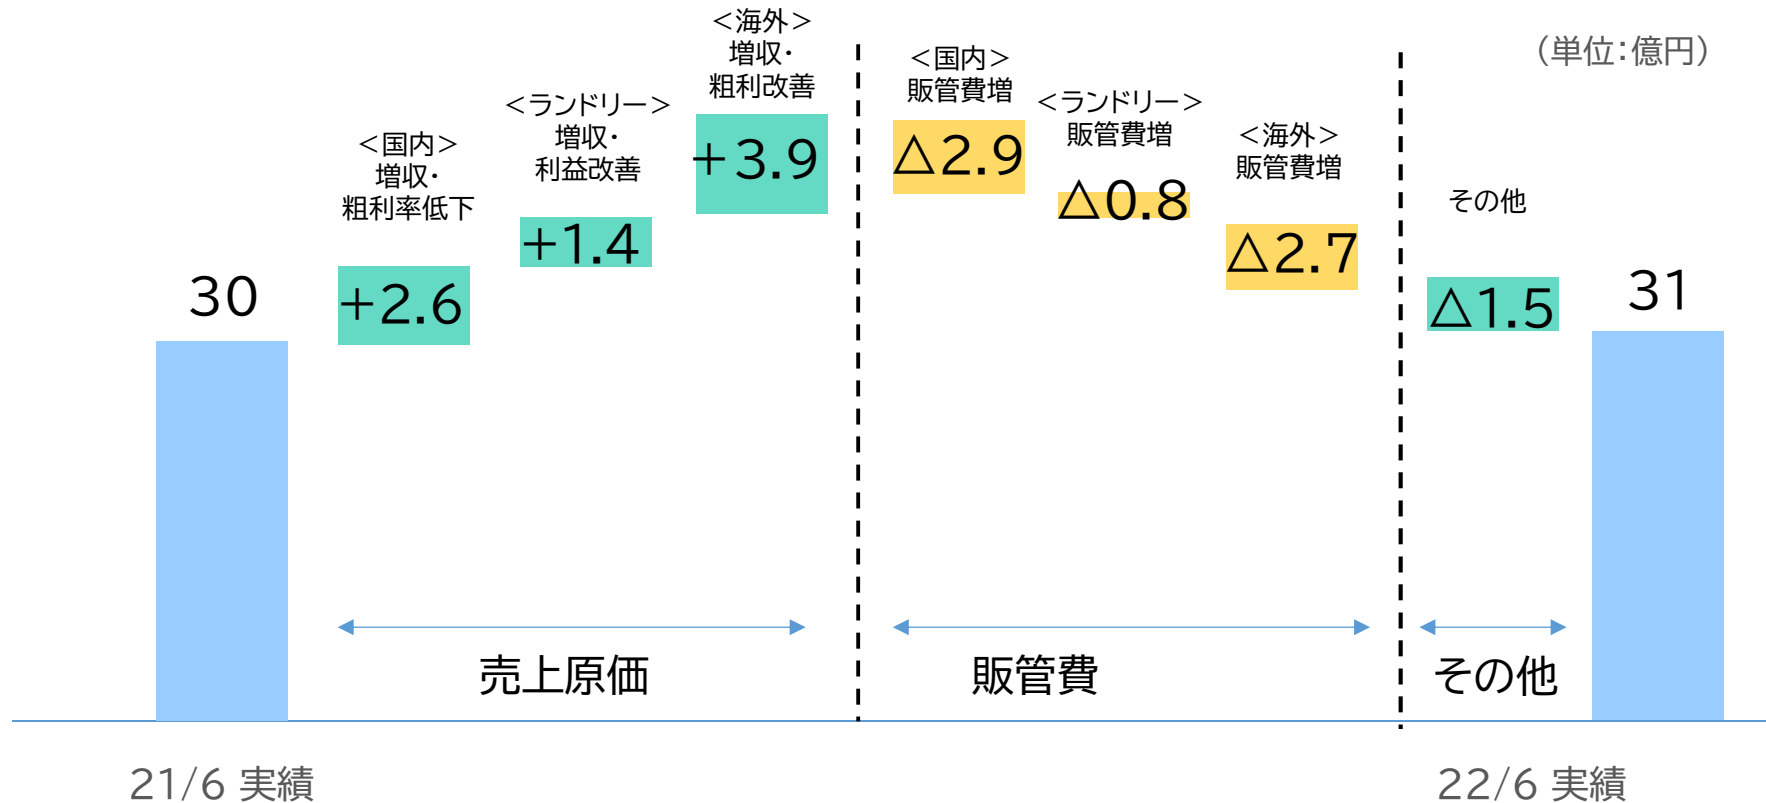 (単位:億円)
<国内>
増収・
粗利率低下
+2.6
<ランドリー>
増収・
利益改善
+1.4
<海外>
増収・
粗利改善
+3.9
<国内>
販管費増
△2.9
<ランドリー>
販管費増
△0.8
<海外>
販管費増
△2.7
その他
△1.5
30
31
売上原価
販管費
その他
21/6 実績
22/6 実績